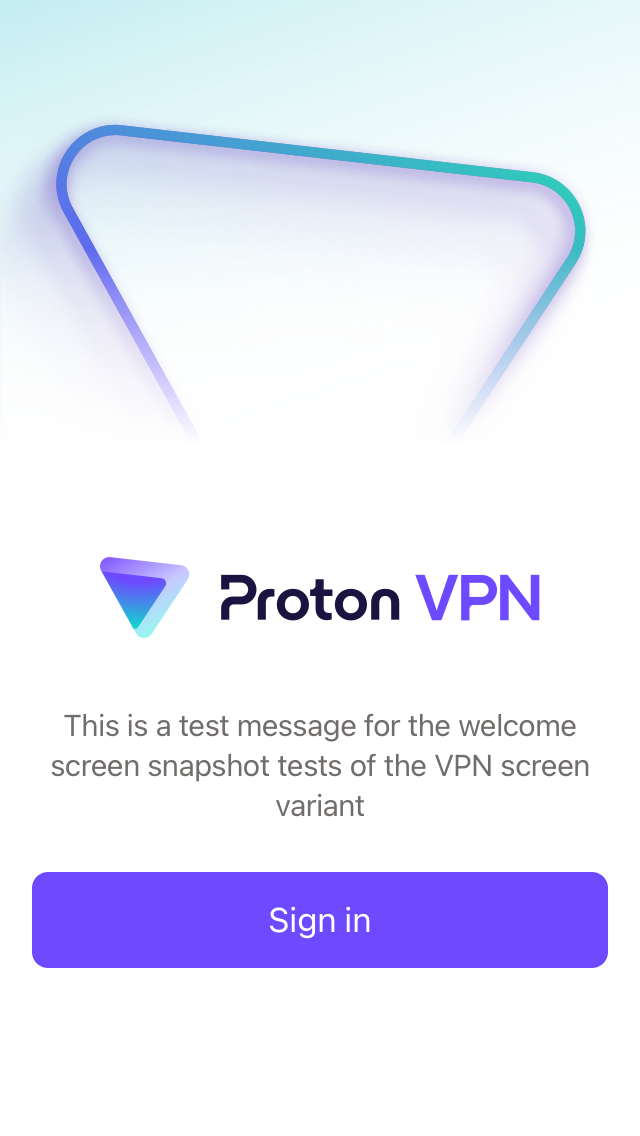 Proton VPN
This is a test message for the welcome
screen snapshot tests of the VPN screen
variant
Sign in